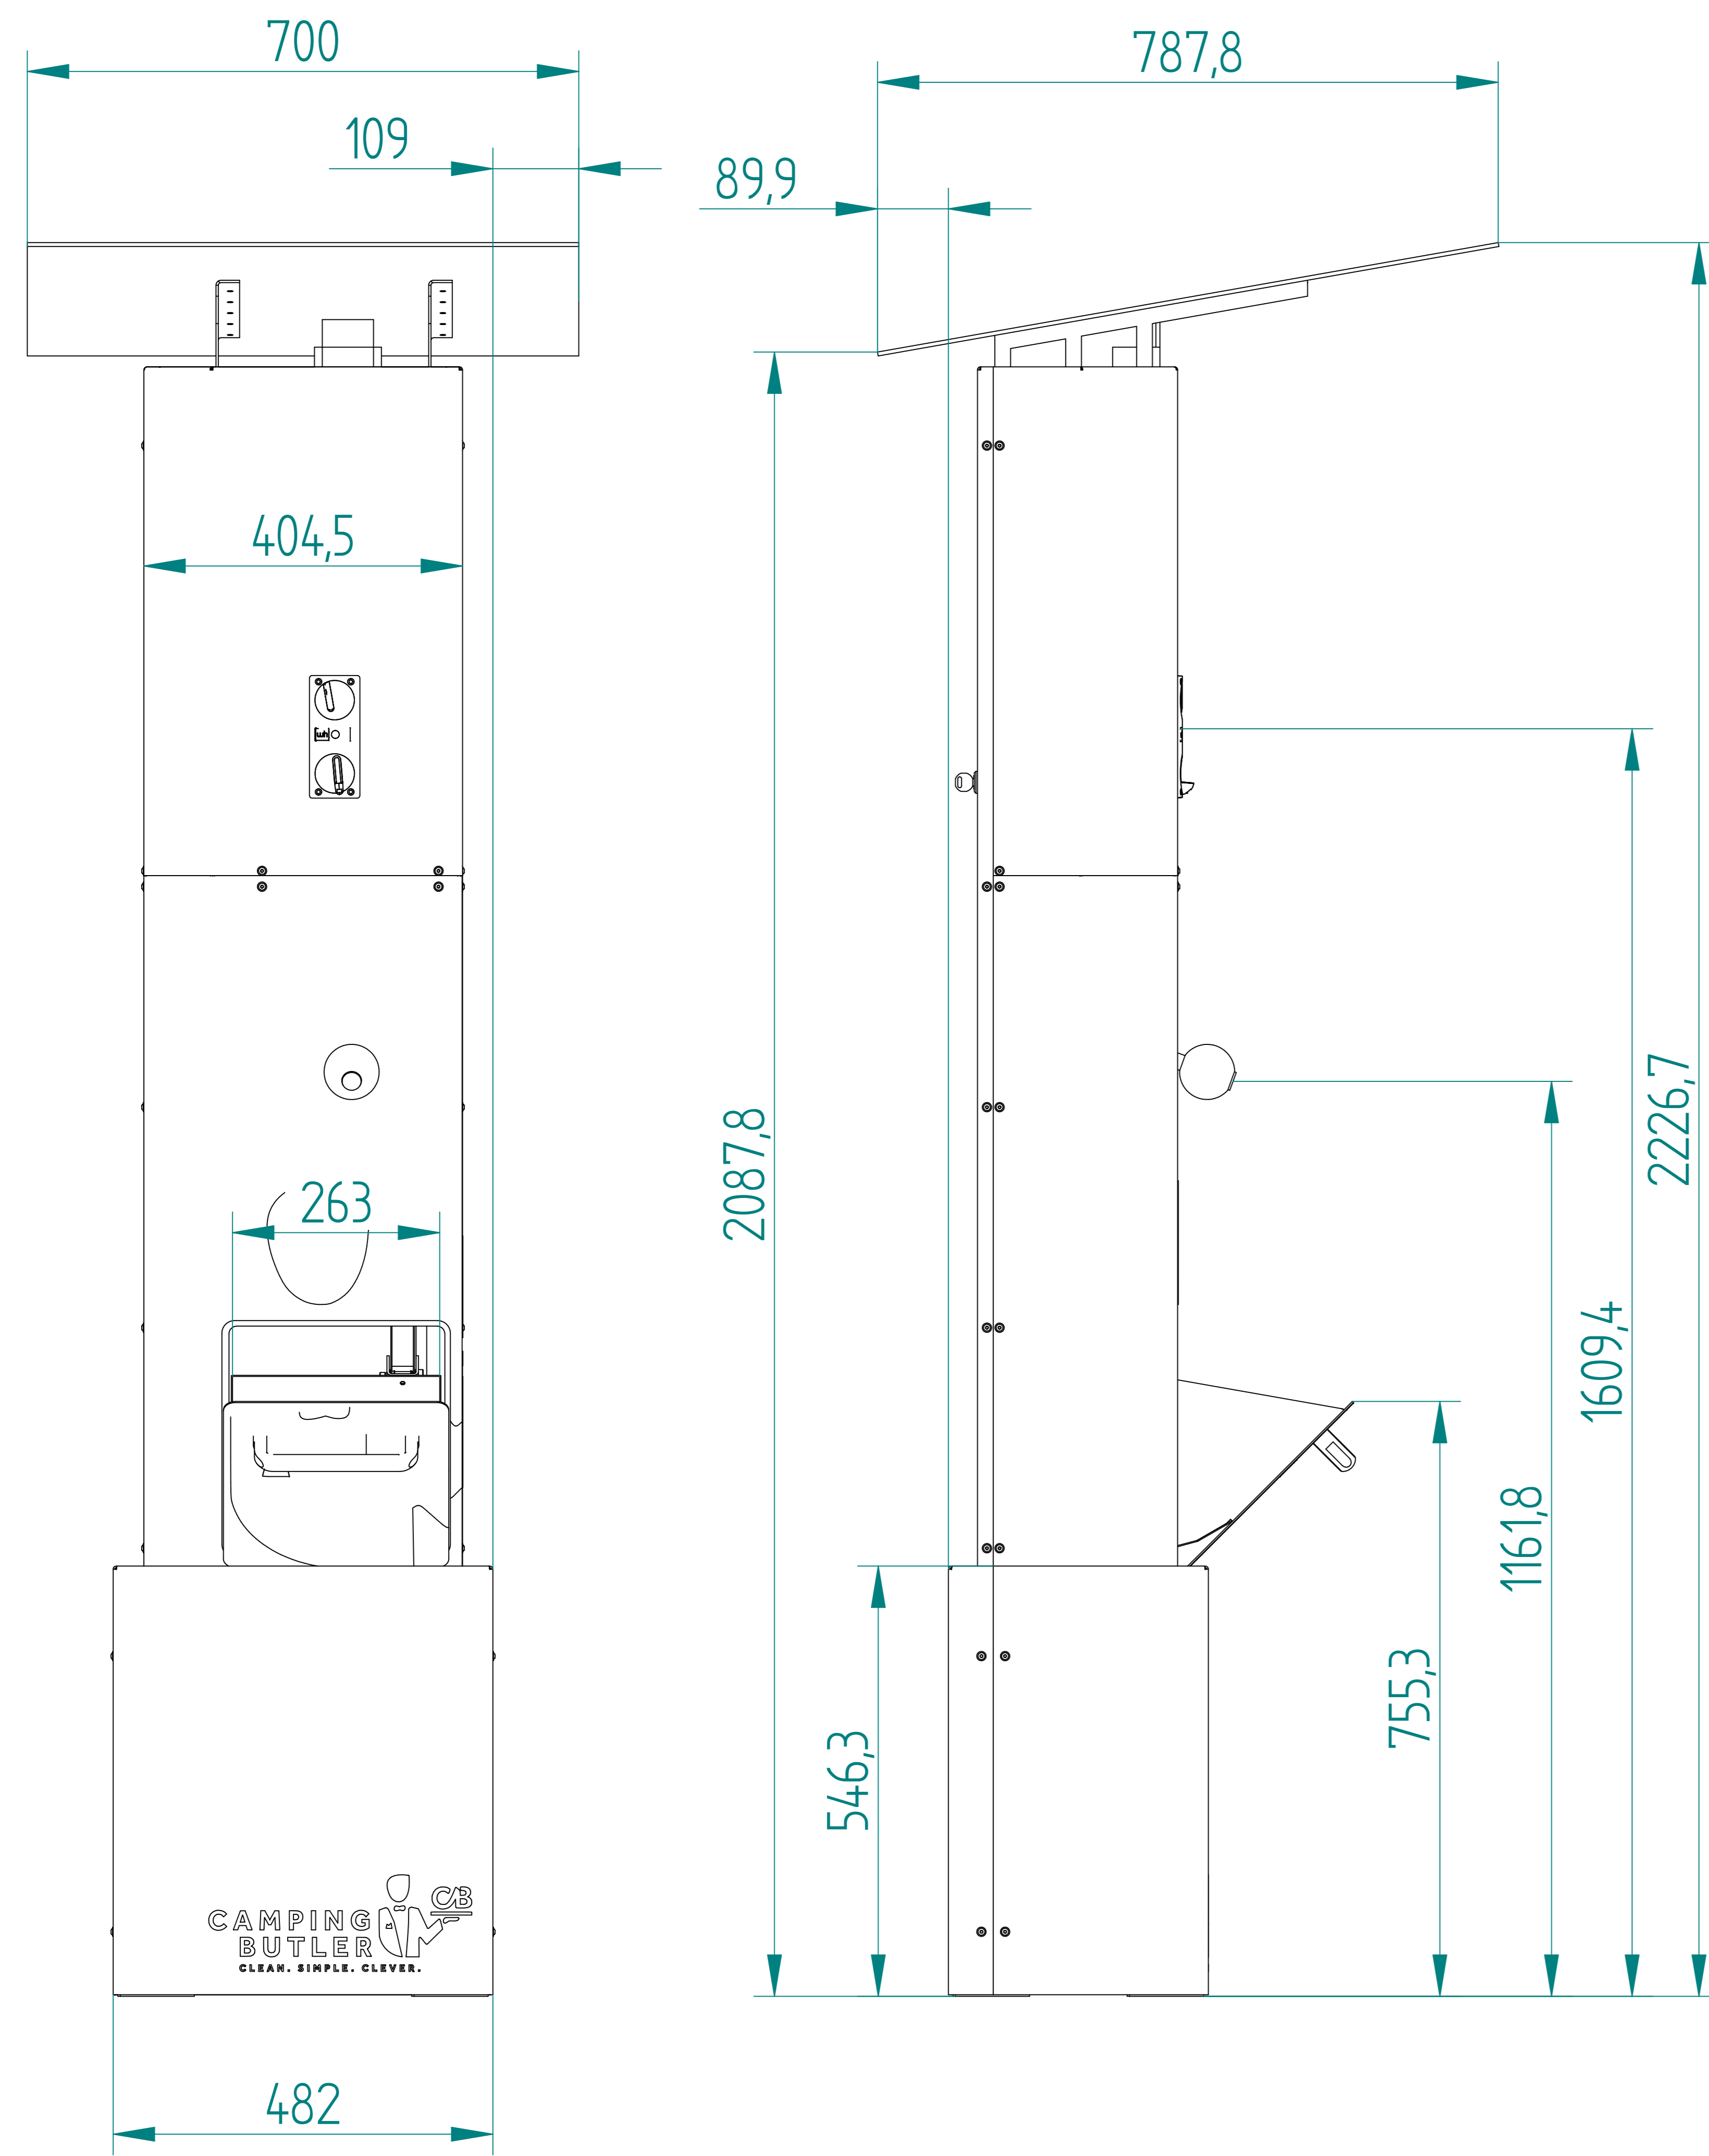 700
787,8
109
89,9
404,5
wh
2087,8
2226,7
263
1609,4
1161,8
755,3
546,3
CB
CAMPING
BUTLER
CLEAN. SIMPLE. CLEVER.
482